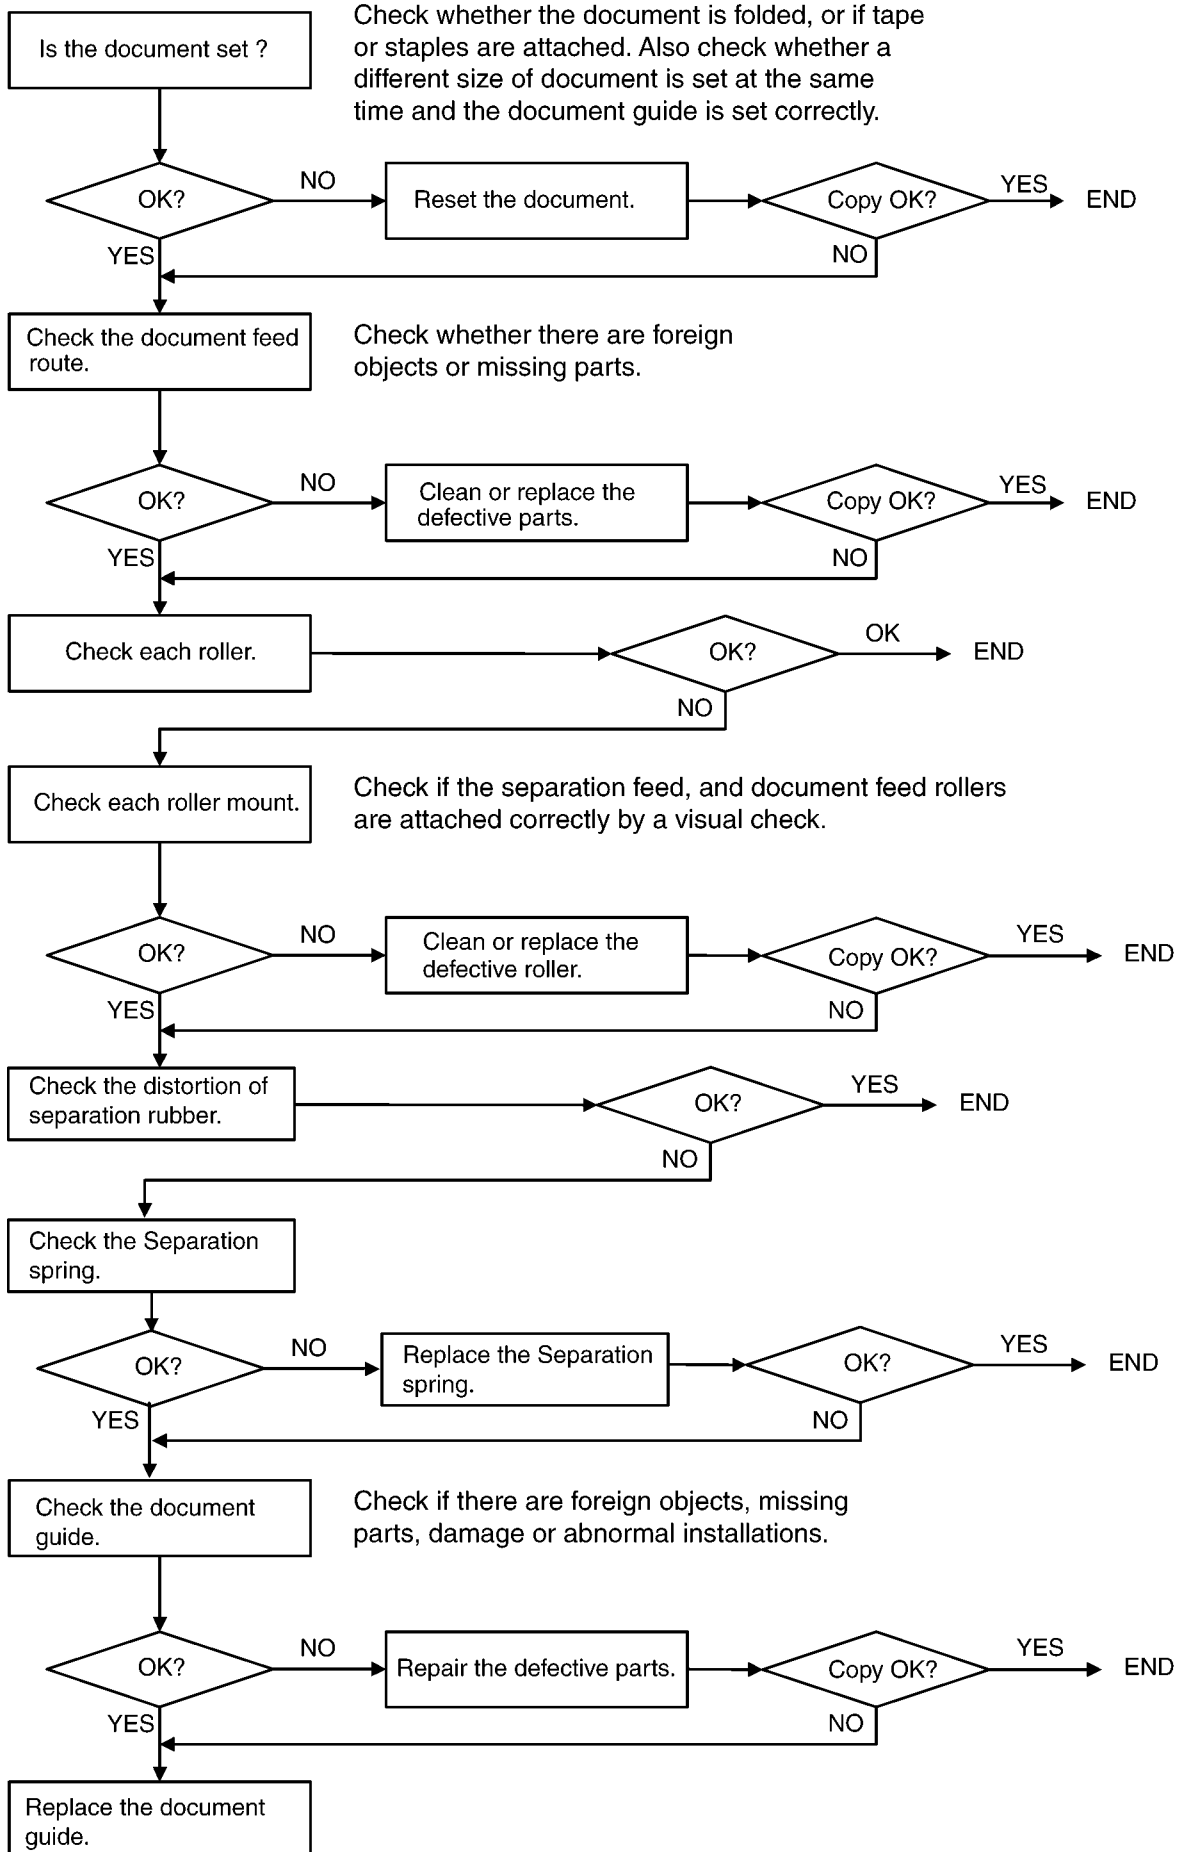 Is the document set ?
Check whether the document is folded, or if tape
or staples are attached. Also check whether a
different size of document is set at the same
time and the document guide is set correctly.
OK?
NO
Reset the document.
Copy OK?
YES
END
YES
NO
Check the document feed
route.
Check whether there are foreign
objects or missing parts.
OK?
NO
Clean or replace the
defective parts.
Copy OK?
YES
END
YES
NO
Check each roller.
OK?
OK
END
NO
Check each roller mount.
Check if the separation feed, and document feed rollers
are attached correctly by a visual check.
OK?
NO
Clean or replace the
defective roller.
Copy OK?
YES
END
YES
NO
Check the distortion of
separation rubber.
OK?
YES
END
NO
Check the Separation
spring.
OK?
NO
Replace the Separation
spring.
OK?
YES
END
YES
NO
Check the document
guide.
Check if there are foreign objects, missing
parts, damage or abnormal installations.
OK?
NO
Repair the defective parts.
Copy OK?
YES
END
YES
NO
Replace the document
guide.